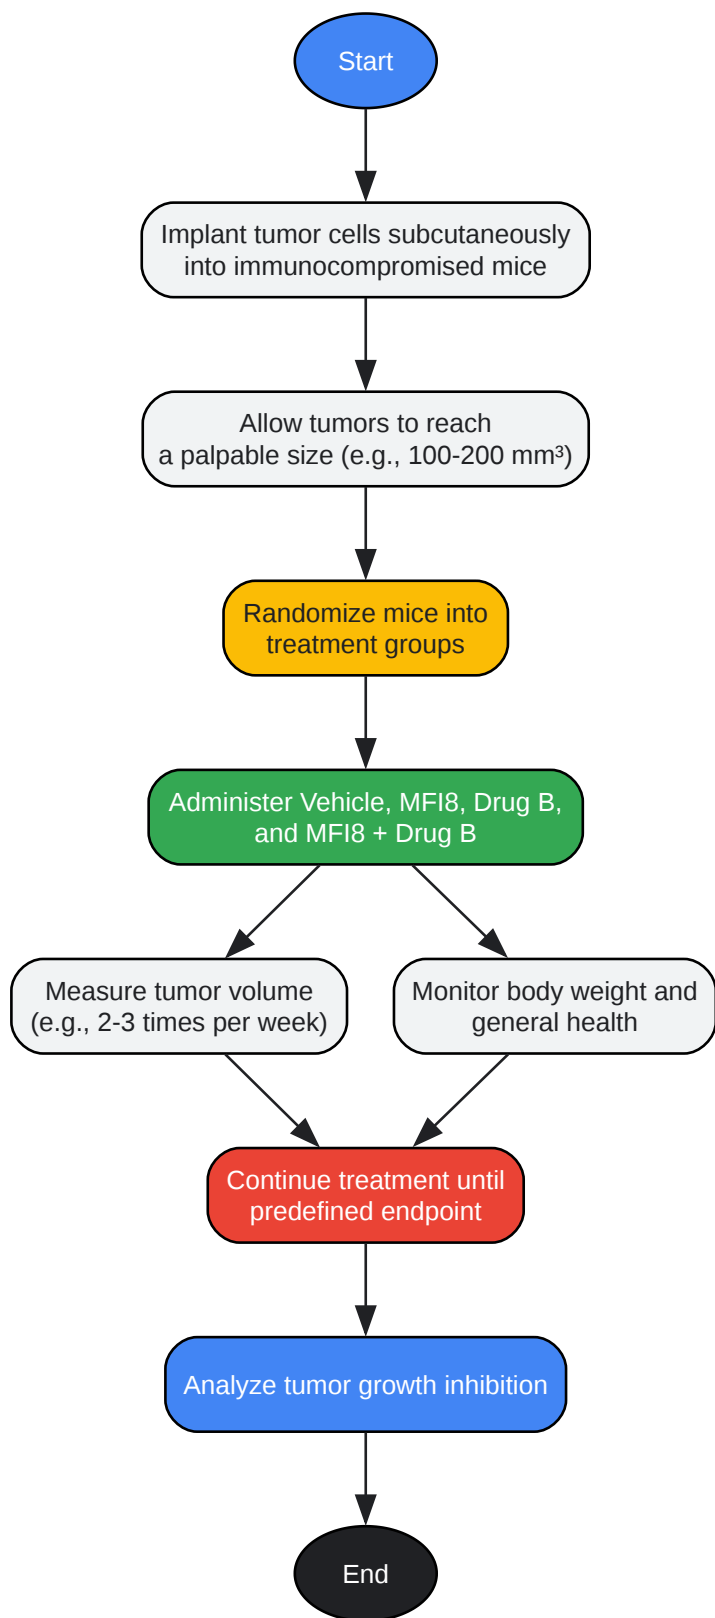 Start
Implant tumor cells subcutaneously
into immunocompromised mice
Allow tumors to reach
a palpable size (e.g., 100-200 mm³)
Randomize mice into
treatment groups
Administer Vehicle, MFI8, Drug B,
and MFI8 + Drug B
Measure tumor volume
(e.g., 2-3 times per week)
Monitor body weight and
general health
Continue treatment until
predefined endpoint
Analyze tumor growth inhibition
End